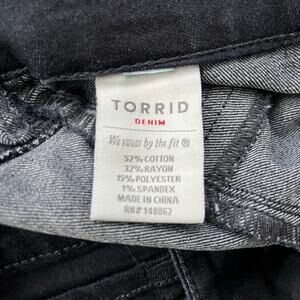 TORRID
DENIM
We swear by the fit ®
52% COTTON
32% RAYON
15% POLYESTER
1% SPANDEX
MADE IN CHINA
RN# 148862